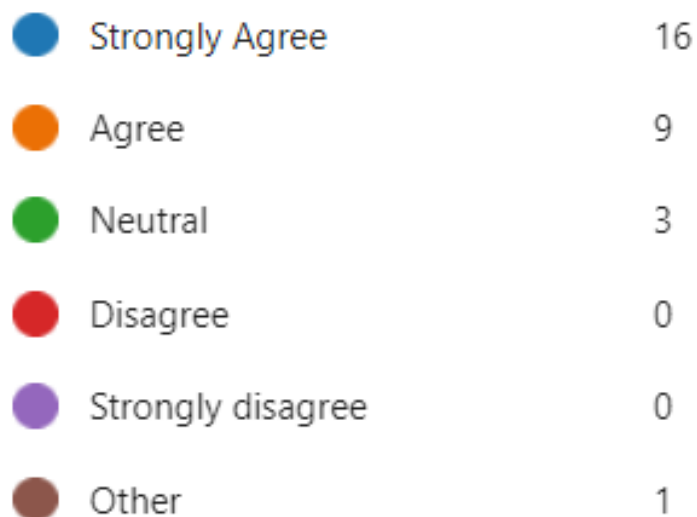 Strongly Agree 16
Agree 9
Neutral 3
Disagree 0
Strongly disagree 0
Other 1